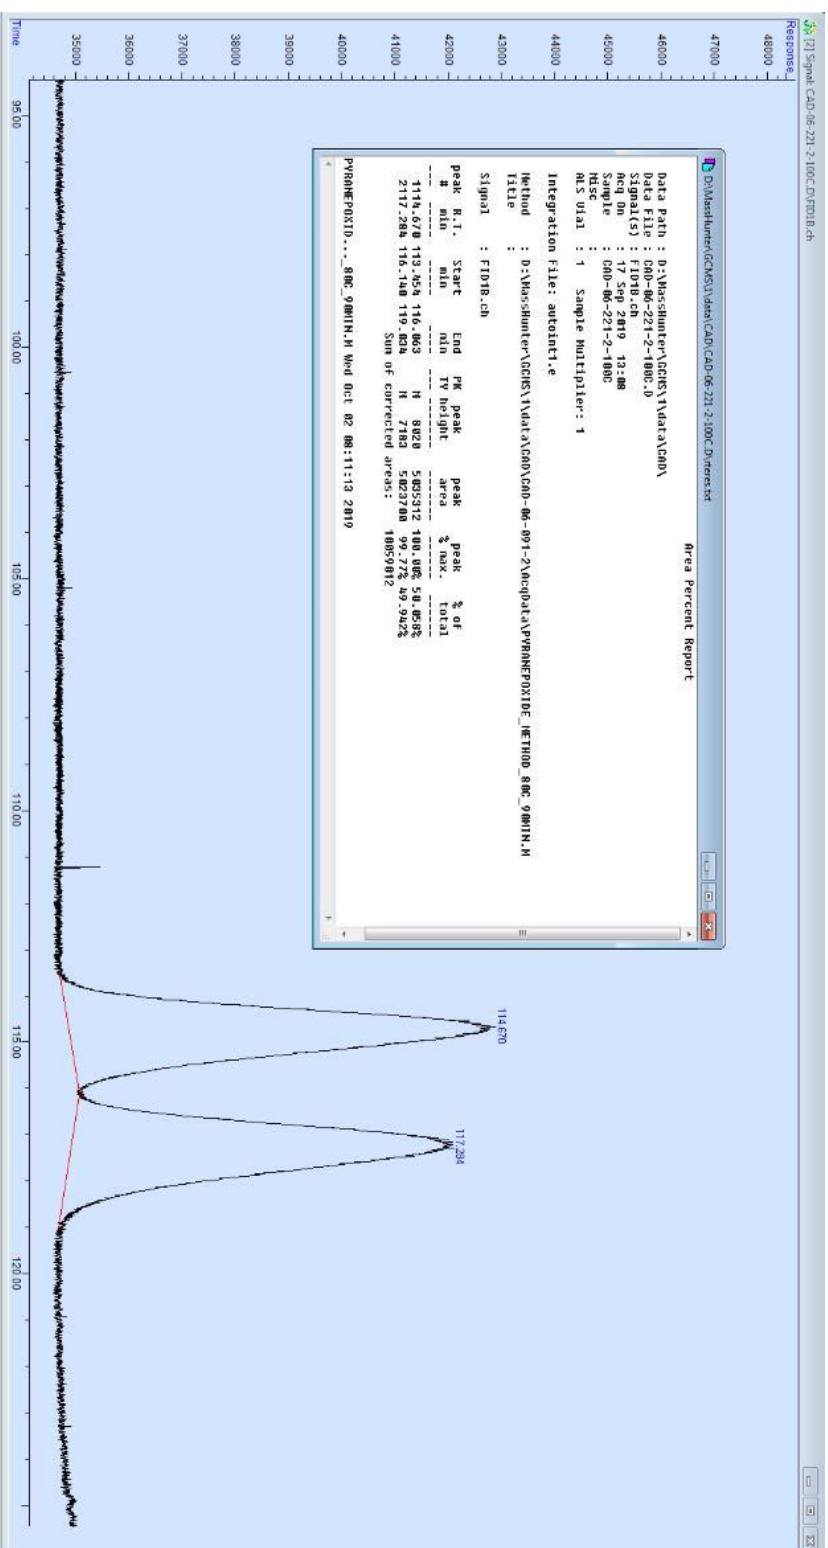 [2] Signal: CAD-06-221-2-100C.D\FID1B.ch
Response
48000
47000
46000
45000
44000
43000
42000
41000
40000
39000
38000
37000
36000
35000
Time
95.00
100.00
105.00
110.00
115.00
120.00
114.670
117.284
D:\MassHunter\GCMS\1\data\CAD\CAD-06-221-2-100C.D\rteres.txt
Area Percent Report
Data Path : D:\MassHunter\GCMS\1\data\CAD\
Data File : CAD-06-221-2-100C.D
Signal(s) : FID1B.ch
Acq On : 17 Sep 2019 13:08
Sample : CAD-06-221-2-100C
Misc :
ALS Vial : 1 Sample Multiplier: 1
Integration File: autoint1.e
Method : D:\MassHunter\GCMS\1\data\CAD\CAD-06-091-2\AcqData\PYRANEPOXIDE_METHOD_80C_90MIN.M
Title :
Signal : FID1B.ch
peak R.T. Start End PK peak peak peak % of
# min min min TY height area % max. total
--- ----- ----- ---- --- ------- ------- ------ -------
1 114.670 113.454 116.063 M 8020 5035312 100.00% 50.058%
2 117.284 116.140 119.034 M 7183 5023700 99.77% 49.942%
Sum of corrected areas: 10059012
PYRANEPOXID..._80C_90MIN.M Wed Oct 02 08:11:13 2019